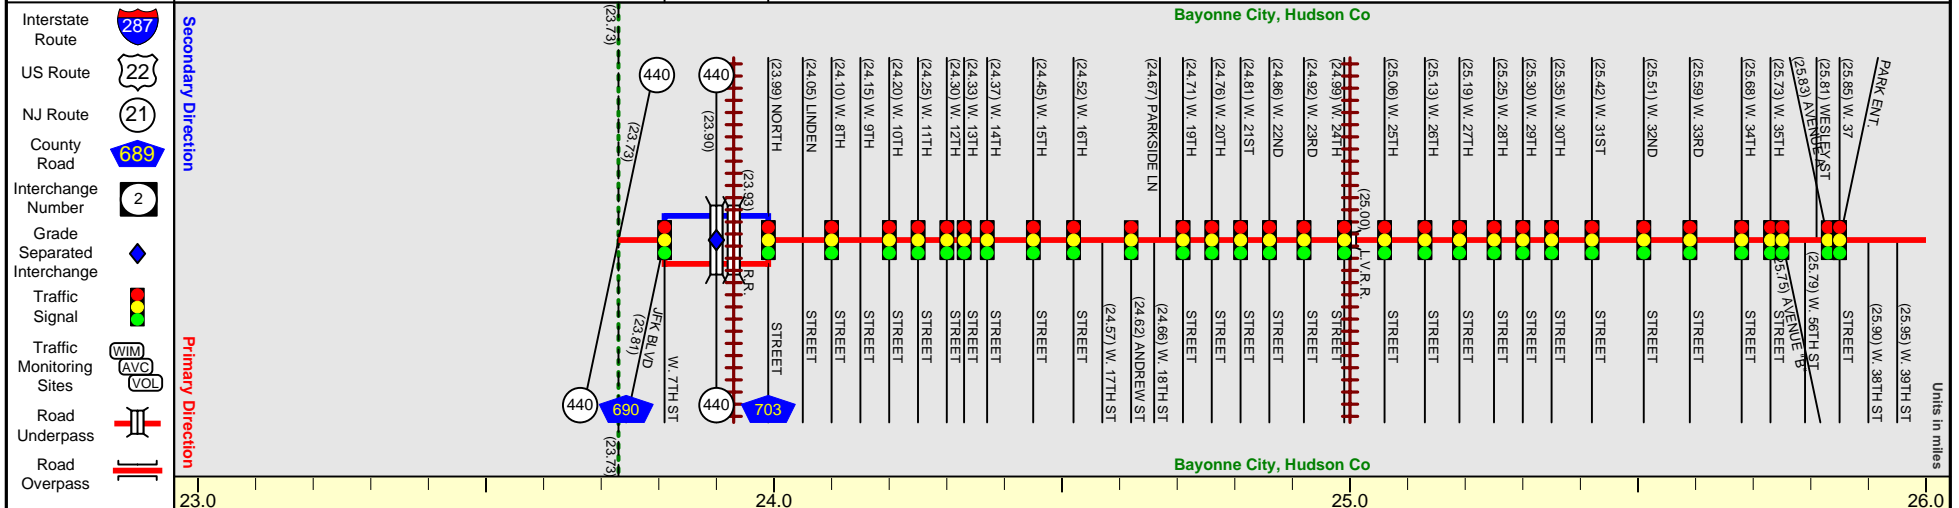 Interstate
Route
287
US Route
22
NJ Route
21
County
Road
689
Interchange
Number
2
Grade
Separated
Interchange
Traffic
Signal
Traffic
Monitoring
Sites
WIM
AVC
VOL
Road
Underpass
Road
Overpass
Secondary Direction
Primary Direction
Bayonne City, Hudson Co
(23.73)
440
(23.73)
440
(23.90)
(23.93)
(23.99) NORTH
(24.05) LINDEN
(24.10) W. 8TH
(24.15) W. 9TH
(24.20) W. 10TH
(24.25) W. 11TH
(24.30) W. 12TH
(24.33) W. 13TH
(24.37) W. 14TH
(24.45) W. 15TH
(24.52) W. 16TH
(24.67) PARKSIDE LN
(24.71) W. 19TH
(24.76) W. 20TH
(24.81) W. 21ST
(24.86) W. 22ND
(24.92) W. 23RD
(24.99) W. 24TH
(25.00)
(25.06) W. 25TH
(25.13) W. 26TH
(25.19) W. 27TH
(25.25) W. 28TH
(25.30) W. 29TH
(25.35) W. 30TH
(25.42) W. 31ST
(25.51) W. 32ND
(25.59) W. 33RD
(25.68) W. 34TH
(25.73) W. 35TH
(25.83) AVENUE
(25.81) WESLEY ST
(25.85) W. 37
PARK ENT.
440
690
(23.81)
JFK BLVD
W. 7TH ST
440
R.R.
703
STREET
STREET
STREET
STREET
STREET
STREET
STREET
STREET
STREET
STREET
STREET
(24.57) W. 17TH ST
(24.62) ANDREW ST
(24.66) W. 18TH ST
STREET
STREET
STREET
STREET
STREET
STREET
L.V.R.R.
STREET
STREET
STREET
STREET
STREET
STREET
STREET
STREET
STREET
STREET
STREET
(25.75) AVENUE "B"
(25.79) W. 56TH ST
STREET
(25.90) W. 38TH ST
(25.95) W. 39TH ST
(23.73)
Bayonne City, Hudson Co
Units in miles
23.0
24.0
25.0
26.0